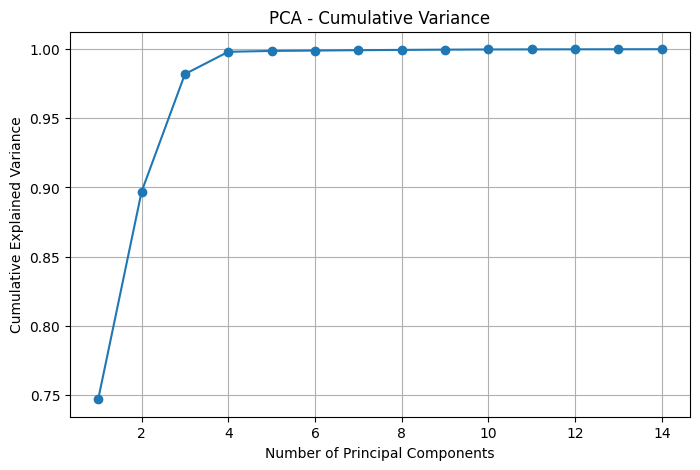 PCA - Cumulative Variance
1.00
0.95
0.90
0.85
0.80
0.75
Cumulative Explained Variance
2 4 6 8 10 12 14
Number of Principal Components